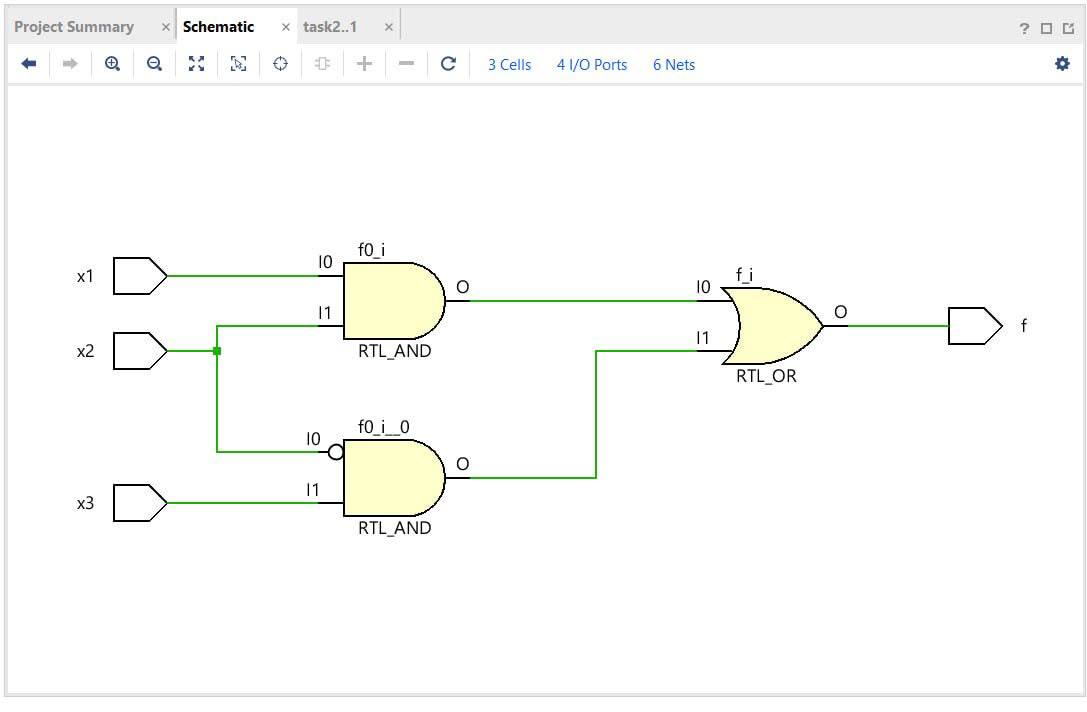 Project Summary × Schematic × task2..1 × ?
3 Cells 4 I/O Ports 6 Nets
f0_i
x1 I0 O
I1
x2
RTL_AND
f_i
I0 O
f
I1
RTL_OR
f0_i__0
I0 O
I1
x3
RTL_AND